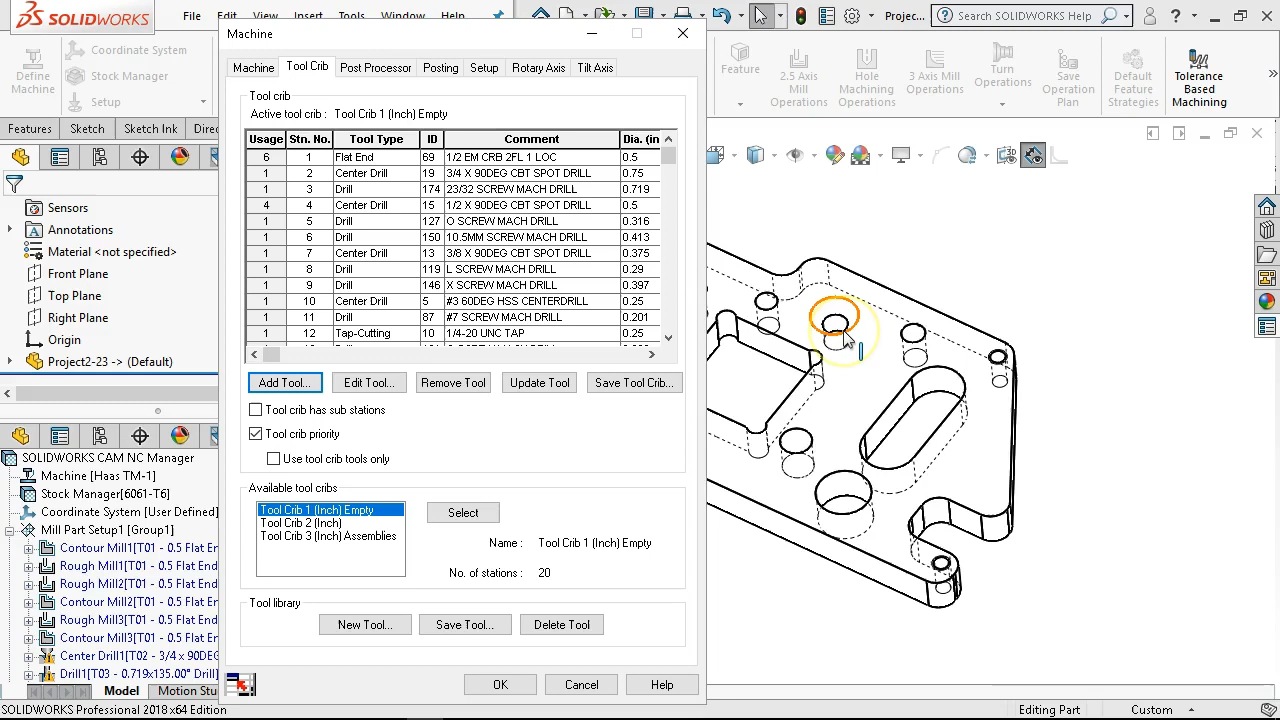 SOLIDWORKS
File Edit View Insert Tools Window Help
Projec...
Search SOLIDWORKS Help
Define Machine
Coordinate System
Stock Manager
Setup
Feature
2.5 Axis Mill Operations
Hole Machining Operations
3 Axis Mill Operations
Turn Operations
Save Operation Plan
Default Feature Strategies
Tolerance Based Machining
Features Sketch Sketch Ink Direc
Sensors
Annotations
Material <not specified>
Front Plane
Top Plane
Right Plane
Origin
Project2-23 -> (Default)
SOLIDWORKS CAM NC Manager
Machine [Haas TM-1]
Stock Manager[6061-T6]
Coordinate System [User Defined]
Mill Part Setup1 [Group1]
Contour Mill1[T01 - 0.5 Flat En
Rough Mill1[T01 - 0.5 Flat End
Rough Mill2[T01 - 0.5 Flat End
Contour Mill2[T01 - 0.5 Flat En
Rough Mill3[T01 - 0.5 Flat End
Contour Mill3[T01 - 0.5 Flat En
Center Drill1[T02 - 3/4 x 90DEG
Drill1[T03 - 0.719x135.00° Drill]
Model Motion Stu
SOLIDWORKS Professional 2018 x64 Edition
Editing Part
Custom
Machine
Machine Tool Crib Post Processor Posting Setup Rotary Axis Tilt Axis
Tool crib
Active tool crib : Tool Crib 1 (Inch) Empty
Usage Stn. No. Tool Type ID Comment Dia. (in
6 1 Flat End 69 1/2 EM CRB 2FL 1 LOC 0.5
1 2 Center Drill 19 3/4 X 90DEG CBT SPOT DRILL 0.75
1 3 Drill 174 23/32 SCREW MACH DRILL 0.719
4 4 Center Drill 15 1/2 X 90DEG CBT SPOT DRILL 0.5
1 5 Drill 127 O SCREW MACH DRILL 0.316
1 6 Drill 150 10.5MM SCREW MACH DRILL 0.413
1 7 Center Drill 13 3/8 X 90DEG CBT SPOT DRILL 0.375
1 8 Drill 119 L SCREW MACH DRILL 0.29
1 9 Drill 146 X SCREW MACH DRILL 0.397
1 10 Center Drill 5 #3 60DEG HSS CENTERDRILL 0.25
1 11 Drill 87 #7 SCREW MACH DRILL 0.201
1 12 Tap-Cutting 10 1/4-20 UNC TAP 0.25
Add Tool... Edit Tool... Remove Tool Update Tool Save Tool Crib...
Tool crib has sub stations
Tool crib priority
Use tool crib tools only
Available tool cribs
Tool Crib 1 (Inch) Empty
Tool Crib 2 (Inch)
Tool Crib 3 (Inch) Assemblies
Select
Name : Tool Crib 1 (Inch) Empty
No. of stations : 20
Tool library
New Tool... Save Tool... Delete Tool
OK Cancel Help